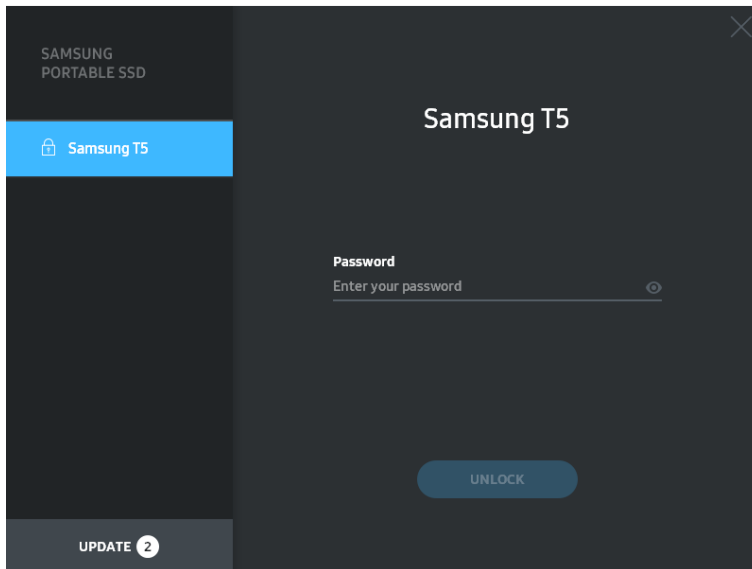 SAMSUNG
PORTABLE SSD
Samsung T5
Samsung T5
Password
Enter your password
UNLOCK
UPDATE 2